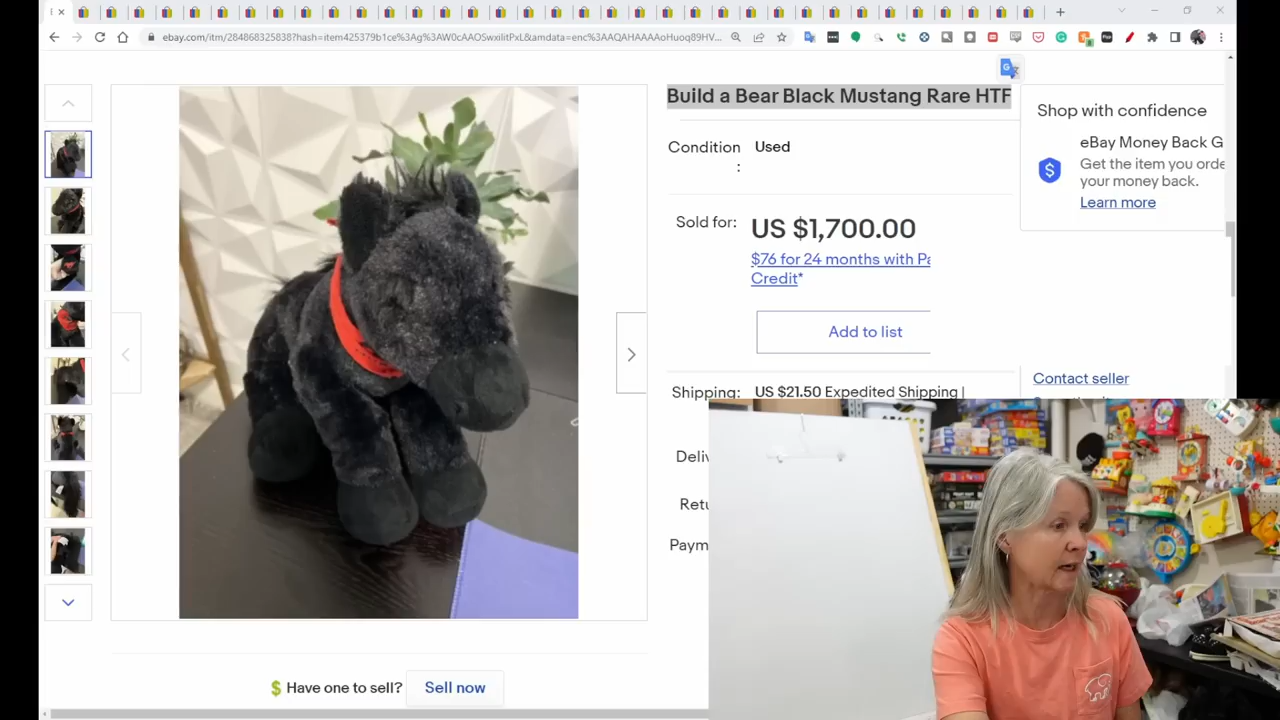 ebay.com/itm/284868325838?hash=item425379b1ce%3Ag%3AW0cAAOSwxilitPxL&amdata=enc%3AAQAHAAAAoHuoq89HV...
Build a Bear Black Mustang Rare HTF
Shop with confidence
eBay Money Back G
Get the item you orde
your money back.
Learn more
Condition
:
Used
Sold for:
US $1,700.00
$76 for 24 months with Pa
Credit*
Add to list
Contact seller
Shipping:
US $21.50 Expedited Shipping |
Deliv
Retu
Paym
Have one to sell?
Sell now